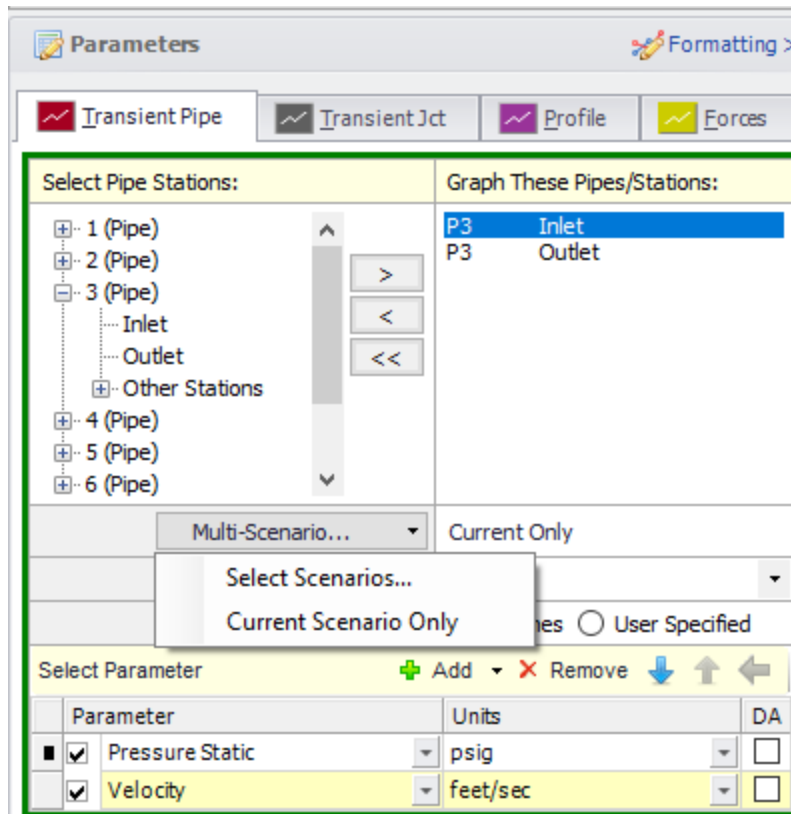 Parameters
Formatting >
Transient Pipe
Transient Jct
Profile
Forces
Select Pipe Stations:
Graph These Pipes/Stations:
1 (Pipe)
2 (Pipe)
3 (Pipe)
Inlet
Outlet
Other Stations
4 (Pipe)
5 (Pipe)
6 (Pipe)
>
<
<<
P3 Inlet
P3 Outlet
Multi-Scenario...
Current Only
Select Scenarios...
Current Scenario Only
User Specified
Select Parameter
Add
Remove
Parameter Units DA
Pressure Static psig
Velocity feet/sec